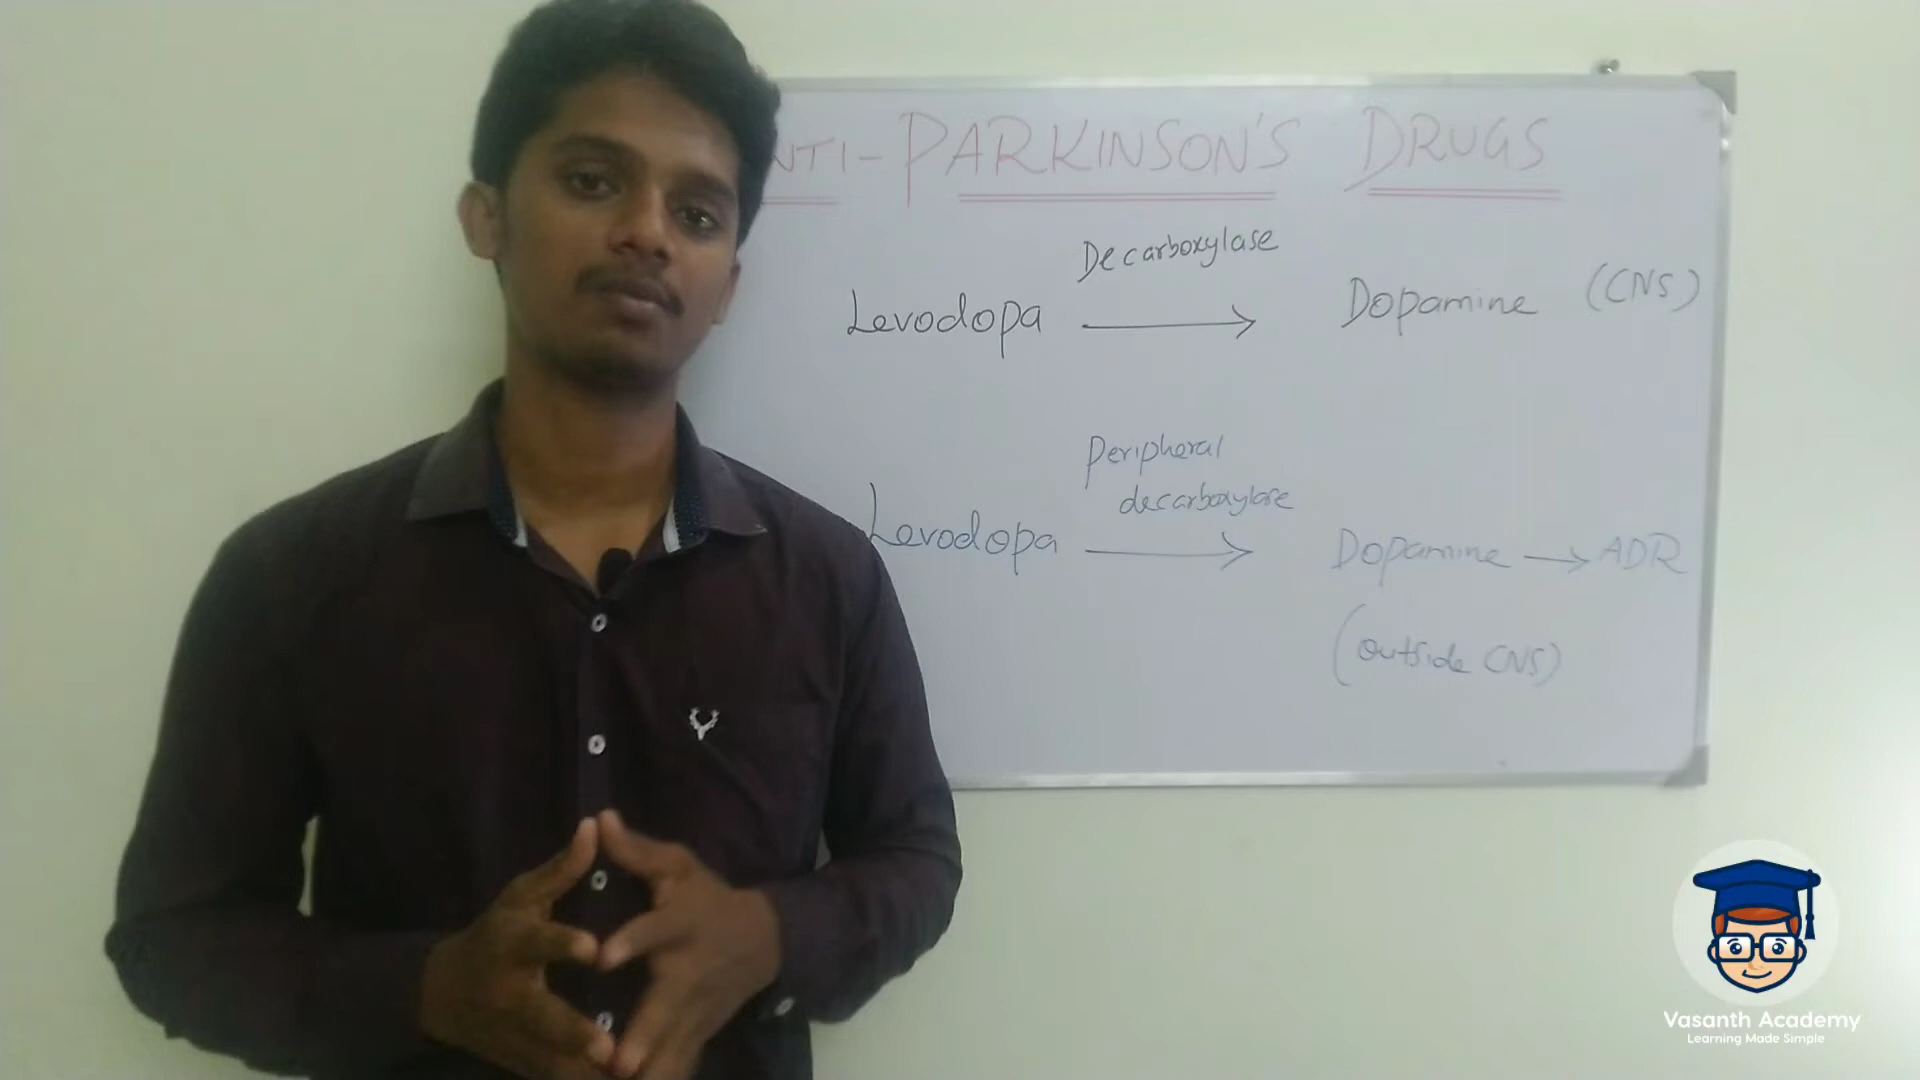 NTI-PARKINSON'S DRUGS
Decarboxylase
Levodopa → Dopamine (CNS)
Peripheral
decarboxylase
Levodopa → Dopamine → ADR
(outside CNS)
Vasanth Academy
Learning Made Simple